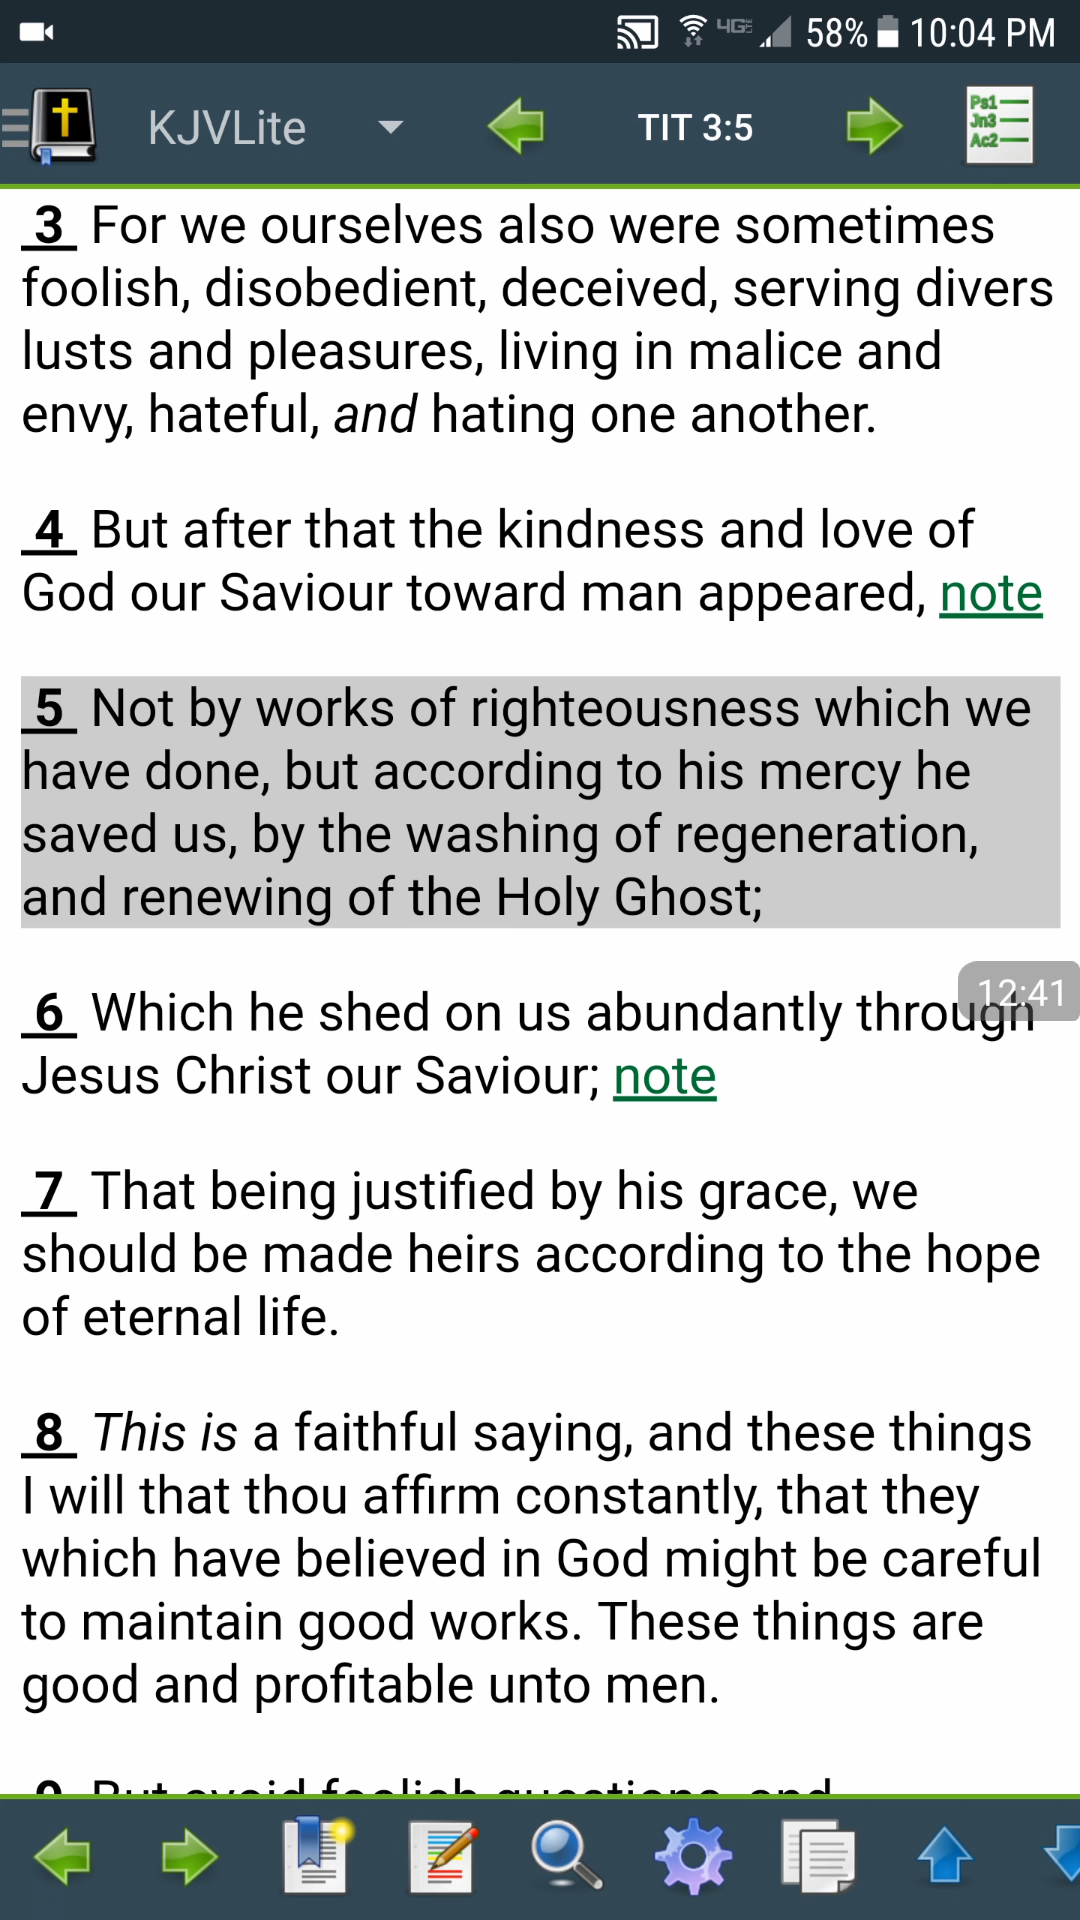 4GE 58% 10:04 PM
KJVLite TIT 3:5 Ps1 Jn3 Ac2
3 For we ourselves also were sometimes
foolish, disobedient, deceived, serving divers
lusts and pleasures, living in malice and
envy, hateful, and hating one another.
4 But after that the kindness and love of
God our Saviour toward man appeared, note
5 Not by works of righteousness which we
have done, but according to his mercy he
saved us, by the washing of regeneration,
and renewing of the Holy Ghost;
12:41
6 Which he shed on us abundantly through
Jesus Christ our Saviour; note
7 That being justified by his grace, we
should be made heirs according to the hope
of eternal life.
8 This is a faithful saying, and these things
I will that thou affirm constantly, that they
which have believed in God might be careful
to maintain good works. These things are
good and profitable unto men.
9 But avoid foolish questions, and